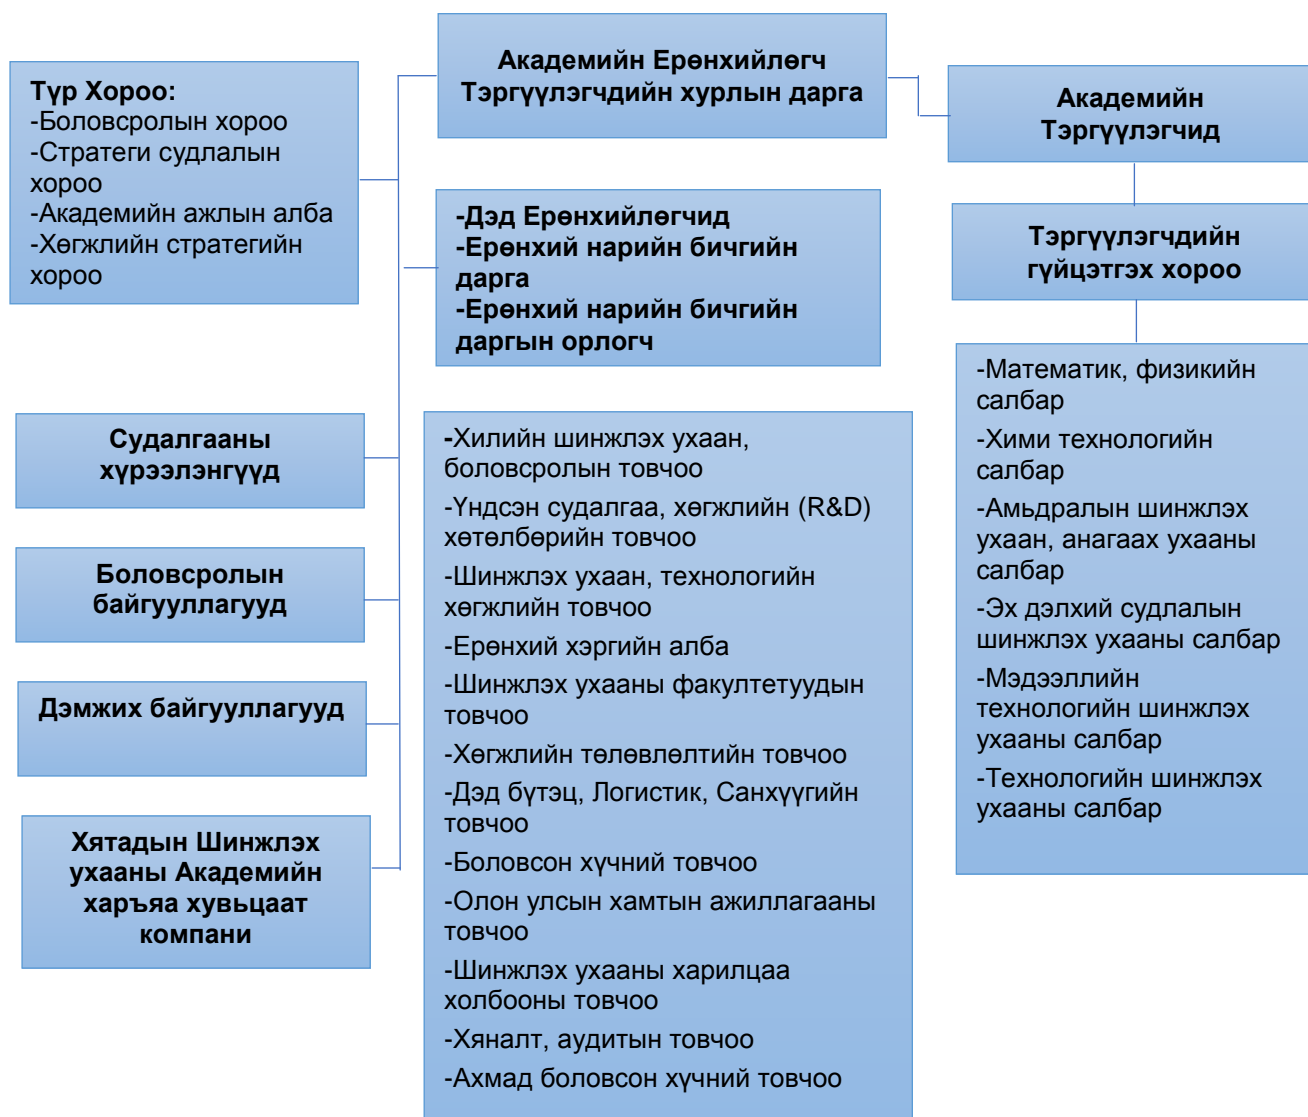 Академийн Ерөнхийлөгч
Тэргүүлэгчдийн хурлын дарга
Түр Хороо:
-Боловсролын хороо
-Стратеги судлалын
хороо
-Академийн ажлын алба
-Хөгжлийн стратегийн
хороо
Академийн
Тэргүүлэгчид
-Дэд Ерөнхийлөгчид
-Ерөнхий нарийн бичгийн
дарга
-Ерөнхий нарийн бичгийн
даргын орлогч
Тэргүүлэгчдийн
гүйцэтгэх хороо
Судалгааны
хүрээлэнгүүд
Боловсролын
байгууллагууд
Дэмжих байгууллагууд
Хятадын Шинжлэх
ухааны Академийн
харъяа хувьцаат
компани
-Хилийн шинжлэх ухаан,
боловсролын товчоо
-Үндсэн судалгаа, хөгжлийн (R&D)
хөтөлбөрийн товчоо
-Шинжлэх ухаан, технологийн
хөгжлийн товчоо
-Ерөнхий хэргийн алба
-Шинжлэх ухааны факултетуудын
товчоо
-Хөгжлийн төлөвлөлтийн товчоо
-Дэд бүтэц, Логистик, Санхүүгийн
товчоо
-Боловсон хүчний товчоо
-Олон улсын хамтын ажиллагааны
товчоо
-Шинжлэх ухааны харилцаа
холбооны товчоо
-Хяналт, аудитын товчоо
-Ахмад боловсон хүчний товчоо
-Математик, физикийн
салбар
-Хими технологийн
салбар
-Амьдралын шинжлэх
ухаан, анагаах ухааны
салбар
-Эх дэлхий судлалын
шинжлэх ухааны салбар
-Мэдээллийн
технологийн шинжлэх
ухааны салбар
-Технологийн шинжлэх
ухааны салбар